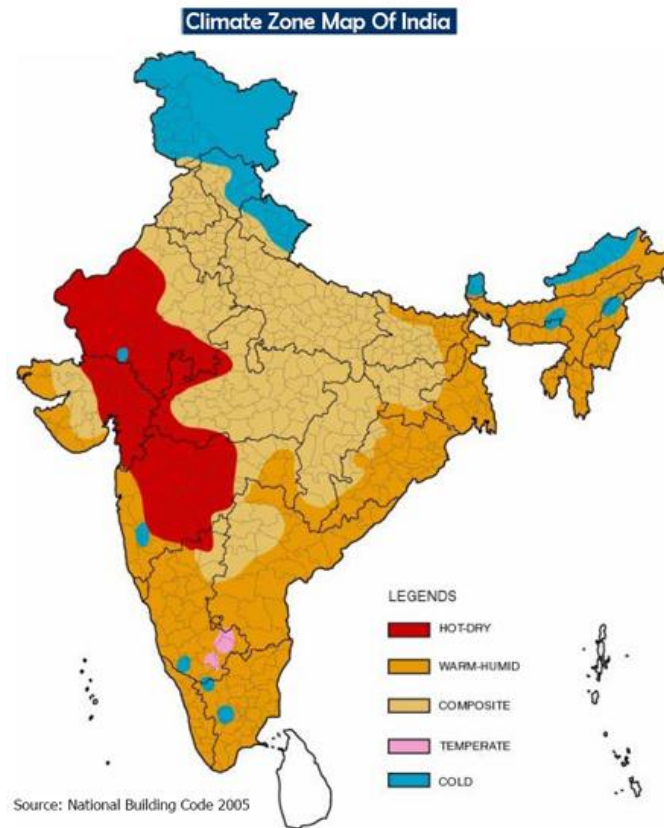 Climate Zone Map Of India
LEGENDS
HOT-DRY
WARM-HUMID
COMPOSITE
TEMPERATE
COLD
Source: National Building Code 2005